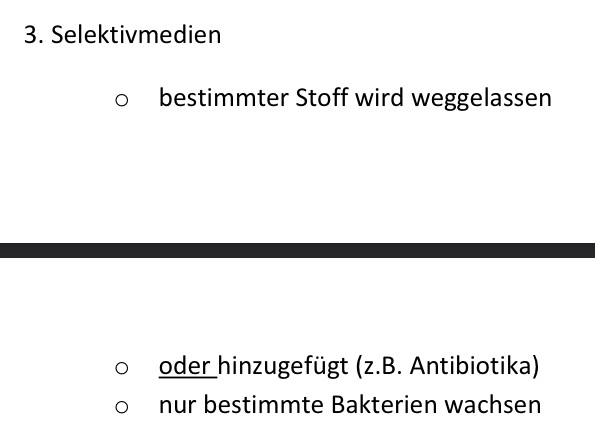 3. Selektivmedien
o bestimmter Stoff wird weggelassen
o oder hinzugefügt (z.B. Antibiotika)
o nur bestimmte Bakterien wachsen